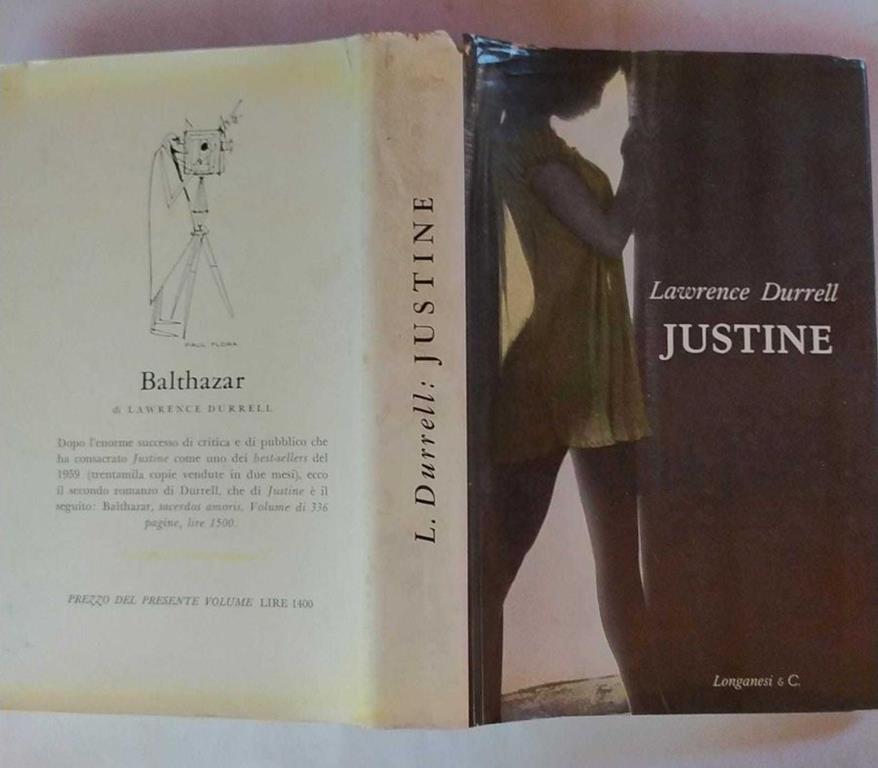 PAUL FLORA
Balthazar
di LAWRENCE DURRELL
Dopo l'enorme successo di critica e di pubblico che
ha consacrato Justine come uno dei best-sellers del
1959 (trentamila copie vendute in due mesi), ecco
il secondo romanzo di Durrell, che di Justine è il
seguito: Balthazar, sacerdos amoris. Volume di 336
pagine, lire 1500.
PREZZO DEL PRESENTE VOLUME LIRE 1400
L. Durrell: JUSTINE
Lawrence Durrell
JUSTINE
Longanesi & C.